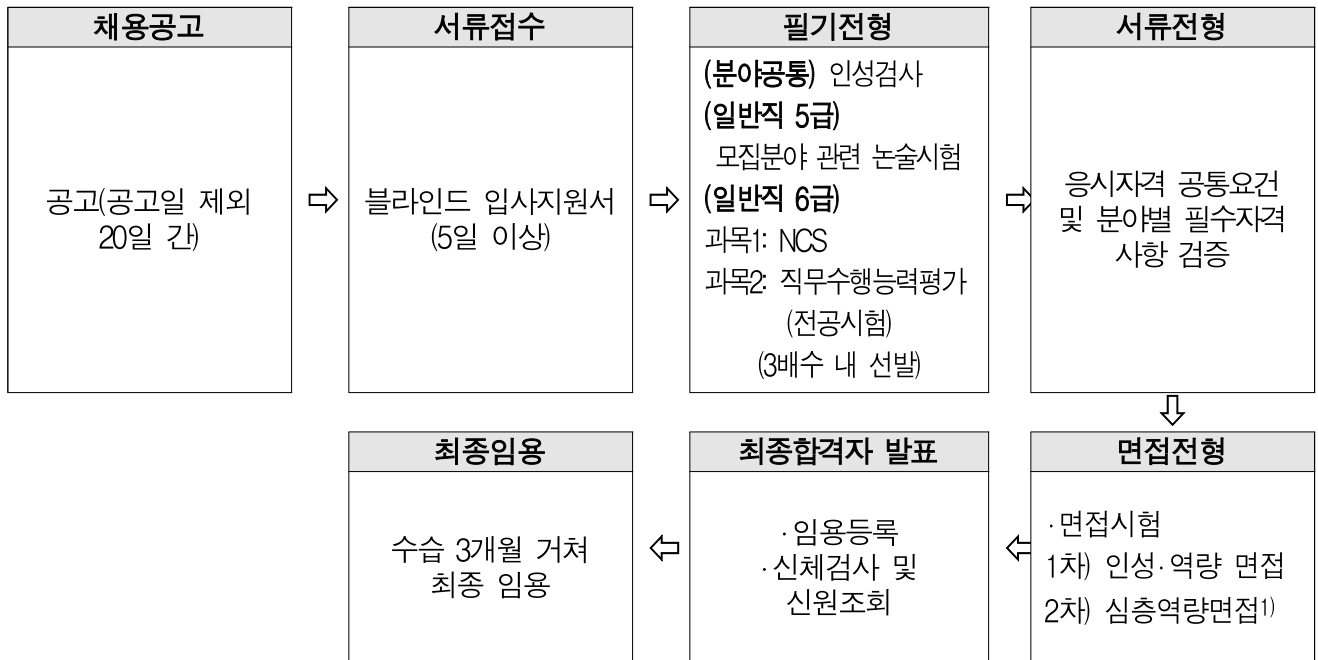 채용공고
공고(공고일 제외
20일 간)
서류접수
블라인드 입사지원서
(5일 이상)
필기전형
(분야공통) 인성검사
(일반직 5급)
모집분야 관련 논술시험
(일반직 6급)
과목1: NCS
과목2: 직무수행능력평가
(전공시험)
(3배수 내 선발)
서류전형
응시자격 공통요건
및 분야별 필수자격
사항 검증
면접전형
·면접시험
1차) 인성·역량 면접
2차) 심층역량면접1)
최종합격자 발표
·임용등록
·신체검사 및
신원조회
최종임용
수습 3개월 거쳐
최종 임용